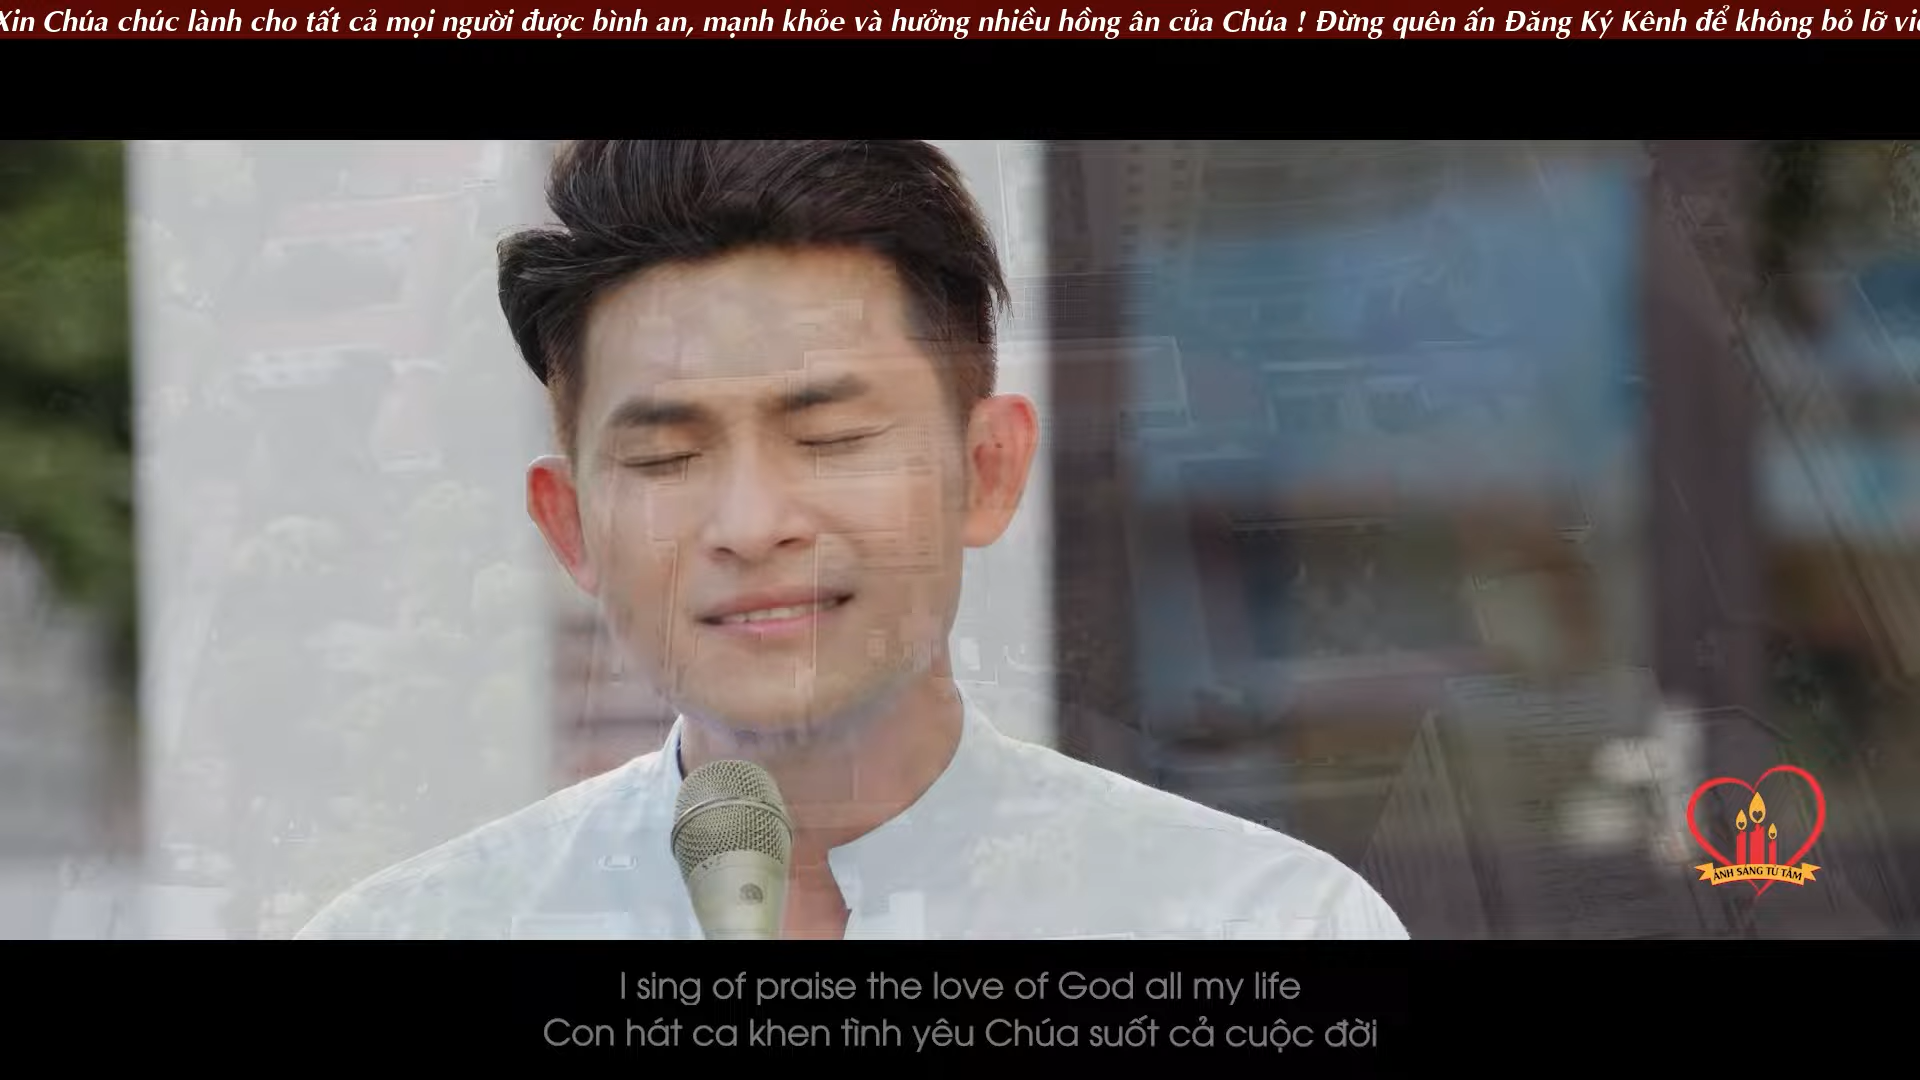 Xin Chúa chúc lành cho tất cả mọi người được bình an, mạnh khỏe và hưởng nhiều hồng ân của Chúa ! Đừng quên ấn Đăng Ký Kênh để không bỏ lỡ
ÁNH SÁNG TỪ TÂM
I sing of praise the love of God all my life
Con hát ca khen tình yêu Chúa suốt cả cuộc đời